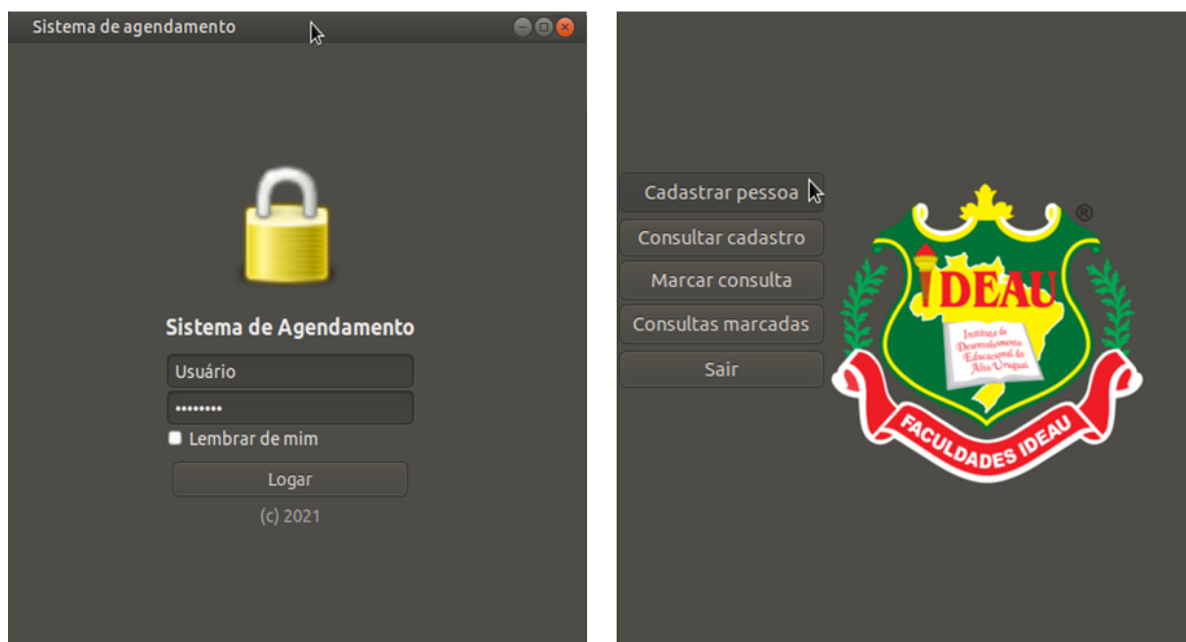 Sistema de agendamento
Sistema de Agendamento
Usuário
••••••••
Lembrar de mim
Logar
(c) 2021
Cadastrar pessoa
Consultar cadastro
Marcar consulta
Consultas marcadas
Sair
®
IDEAU
Instituto de
Desenvolvimento
Educacional do
Alto Uruguai
FACULDADES IDEAU